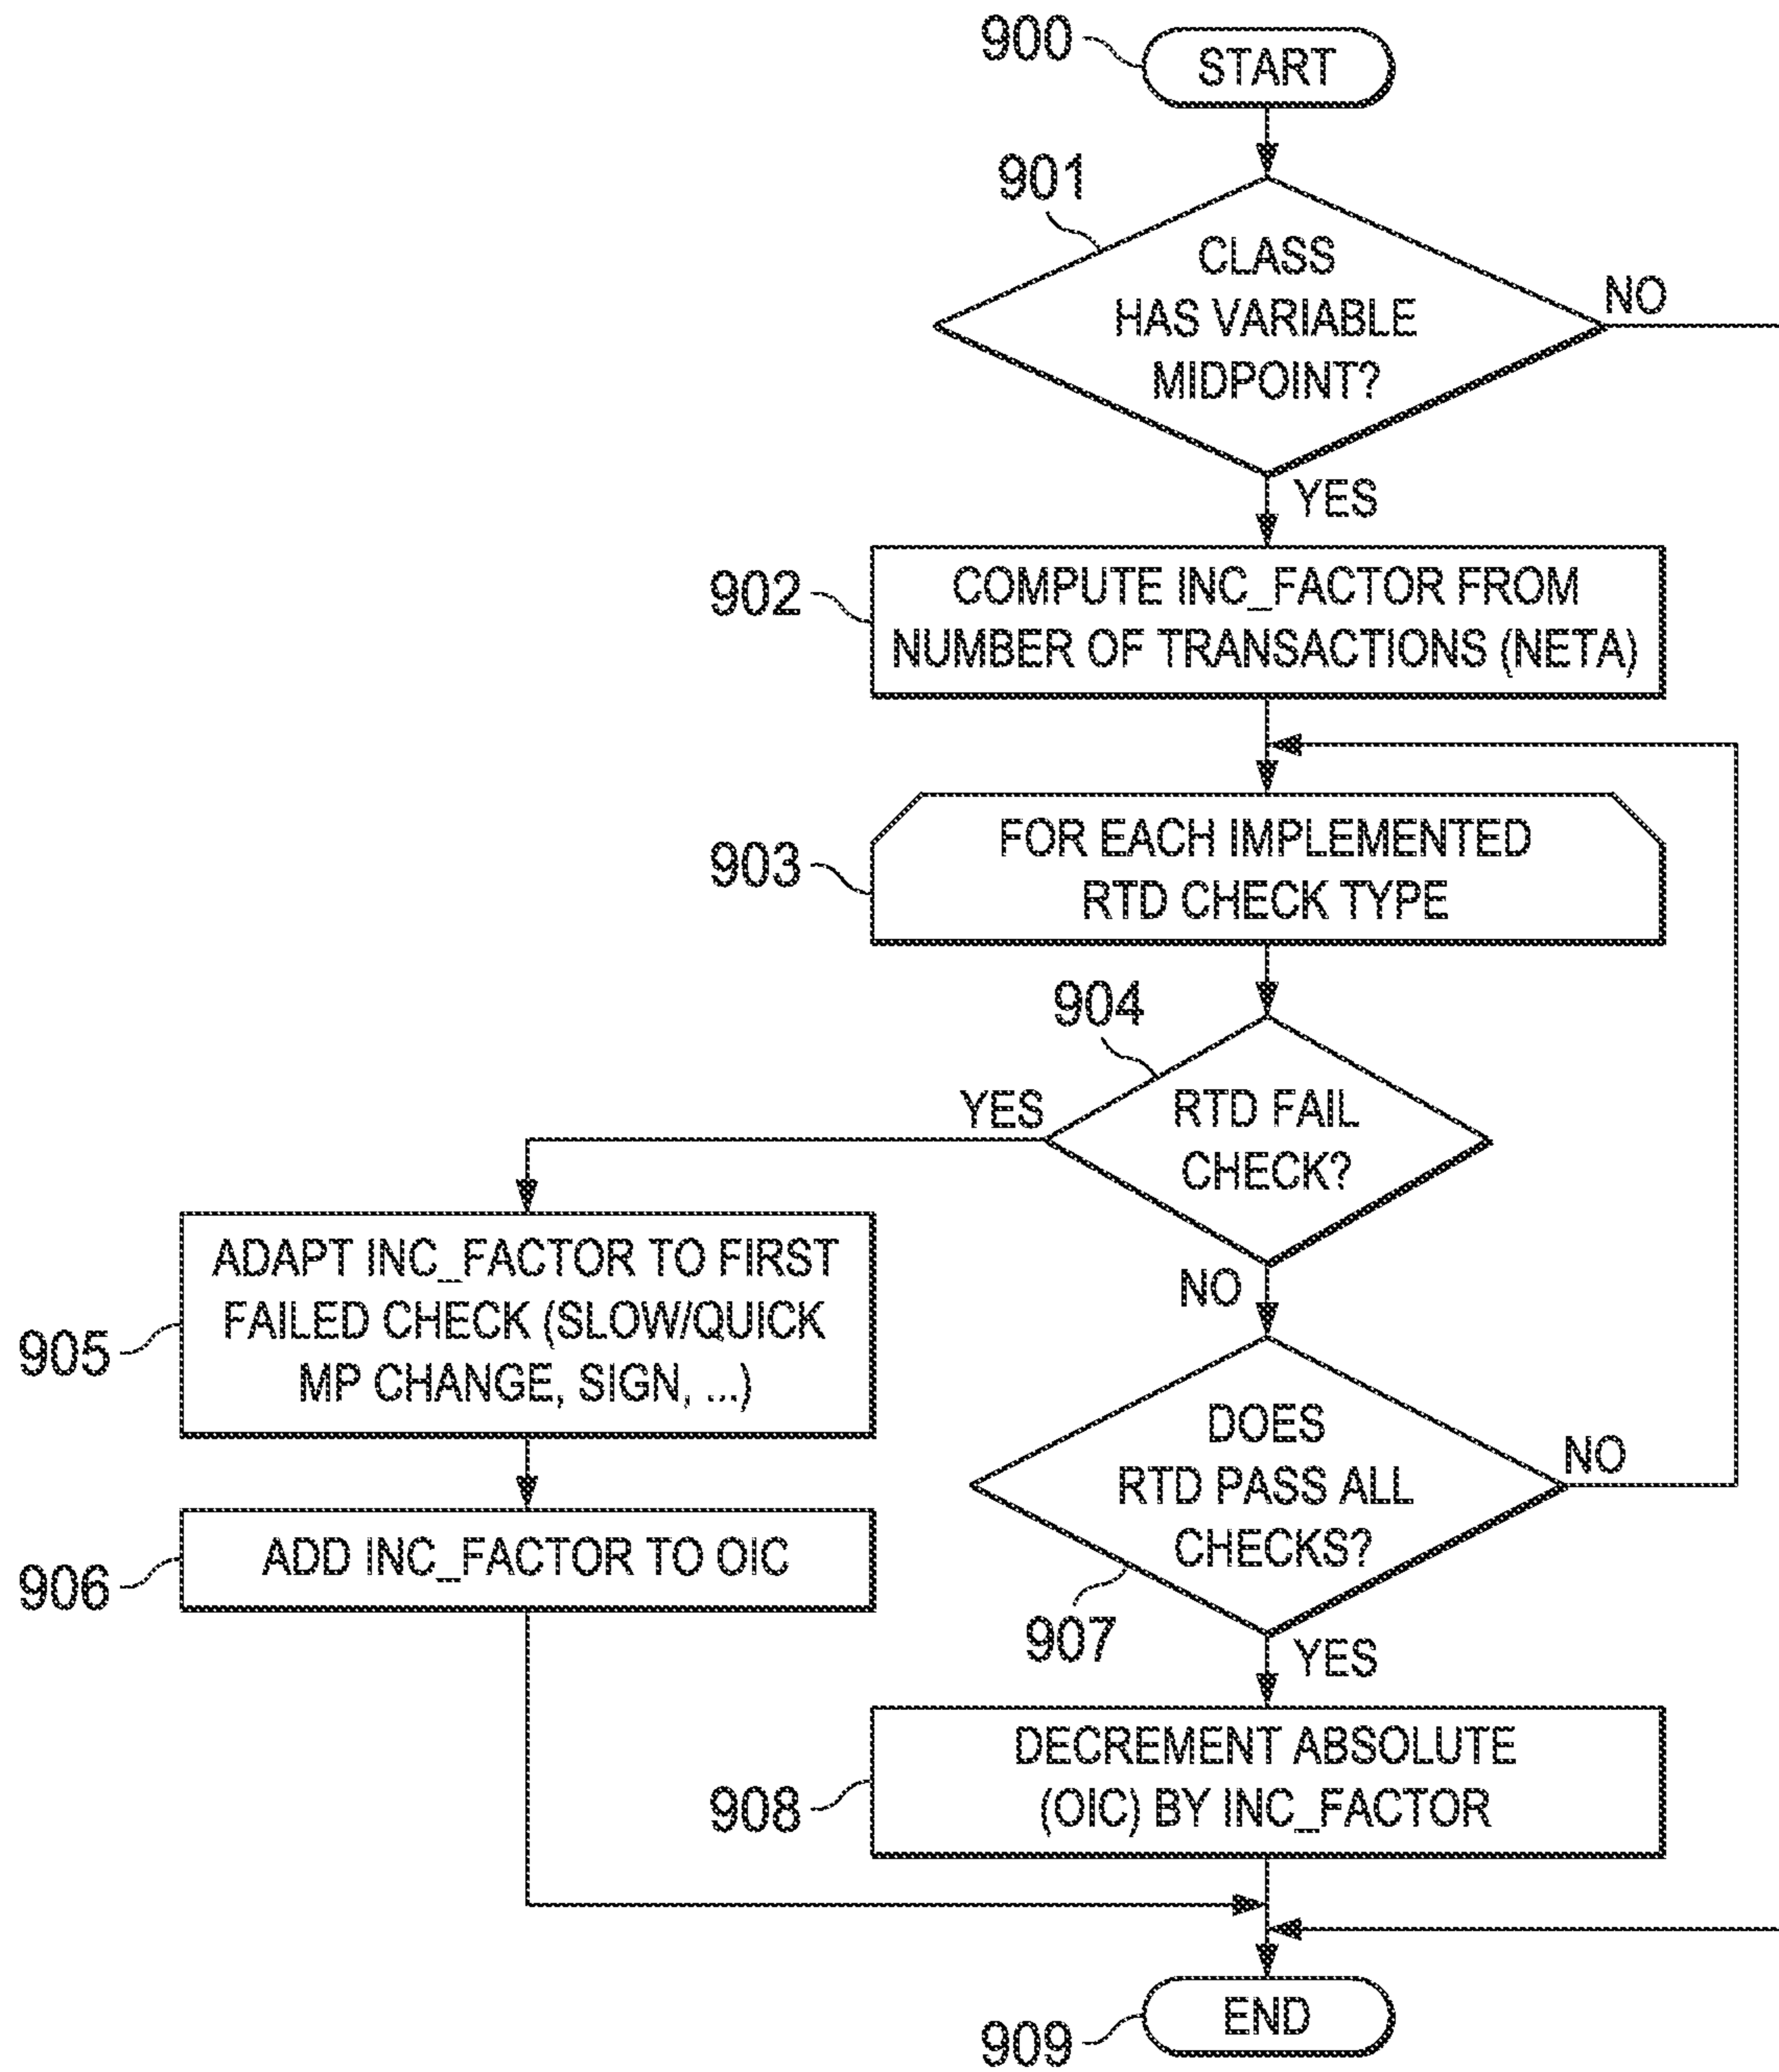 900
START
901
CLASS
HAS VARIABLE
MIDPOINT?
NO
YES
902
COMPUTE INC_FACTOR FROM
NUMBER OF TRANSACTIONS (NETA)
903
FOR EACH IMPLEMENTED
RTD CHECK TYPE
904
YES
RTD FAIL
CHECK?
NO
905
ADAPT INC_FACTOR TO FIRST
FAILED CHECK (SLOW/QUICK
MP CHANGE, SIGN, ...)
906
ADD INC_FACTOR TO OIC
DOES
RTD PASS ALL
CHECKS?
NO
907
YES
908
DECREMENT ABSOLUTE
(OIC) BY INC_FACTOR
909
END